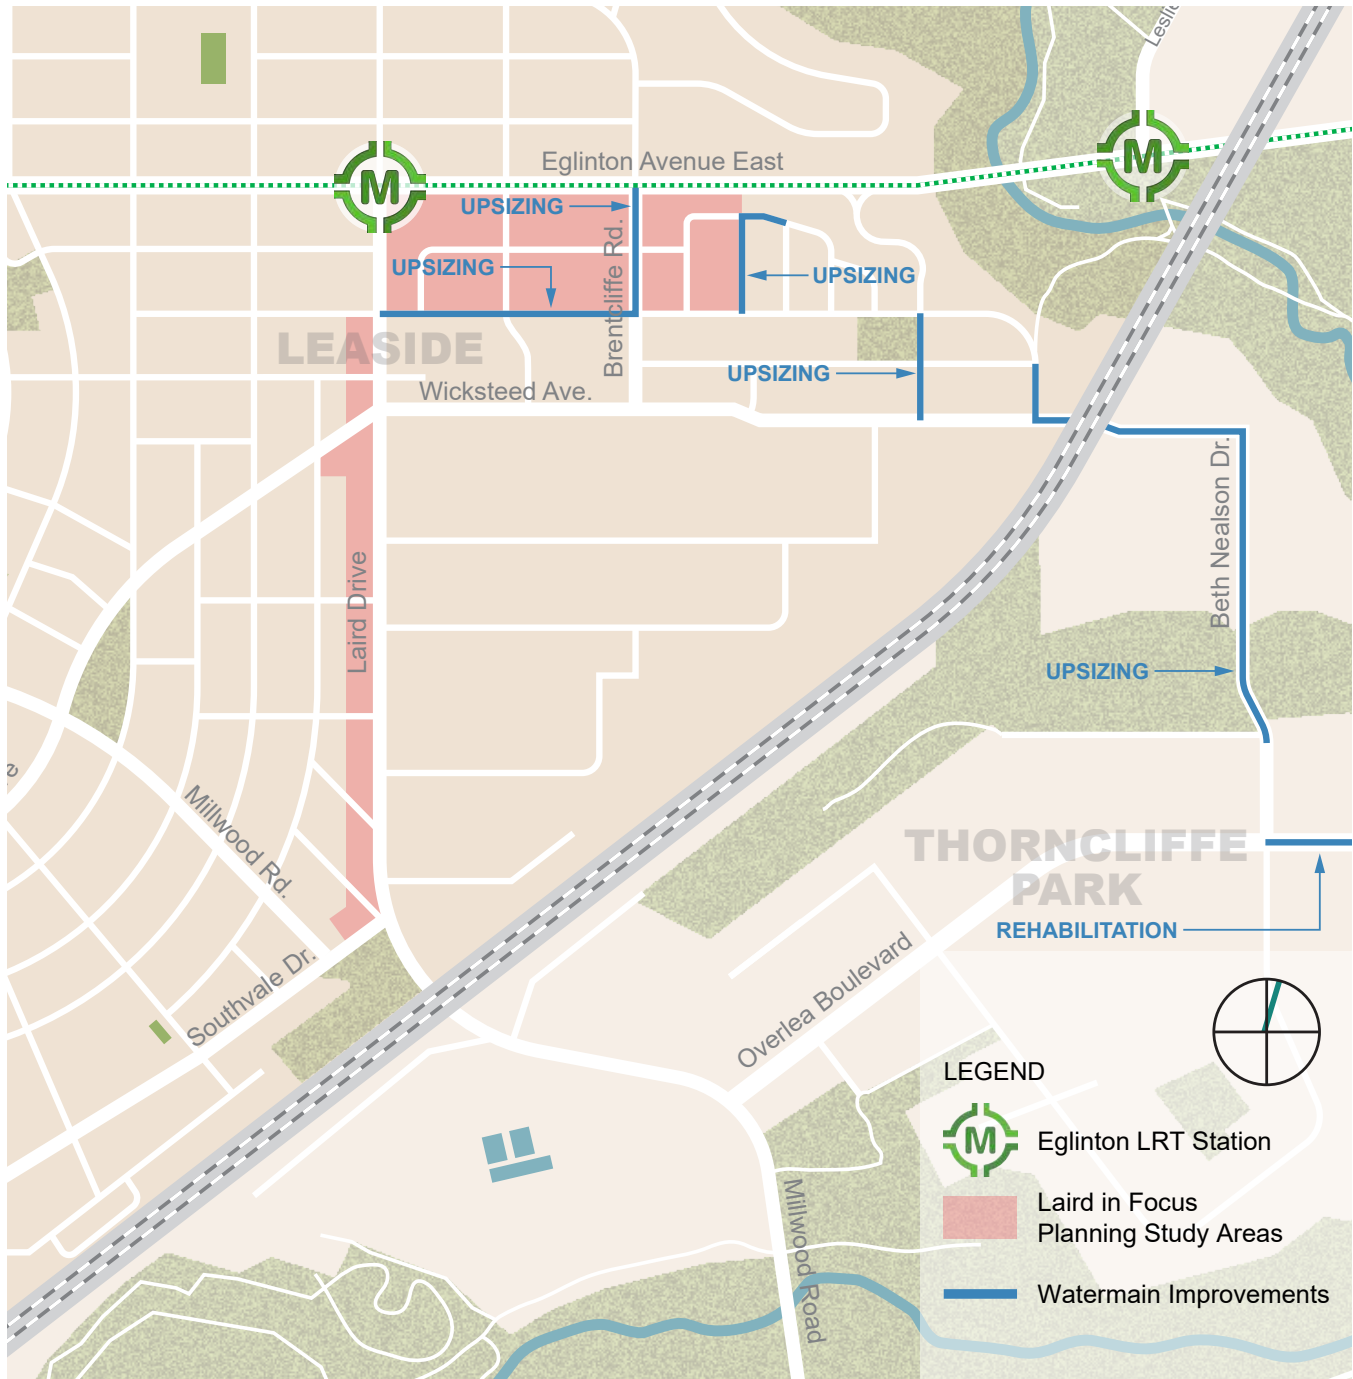 Leslie
M
M
Eglinton Avenue East
UPSIZING
Brentcliffe Rd.
UPSIZING
UPSIZING
LEASIDE
UPSIZING
Wicksteed Ave.
Beth Nealson Dr.
Laird Drive
UPSIZING
Millwood Rd.
THORNCLIFFE
PARK
REHABILITATION
Southvale Dr.
Overlea Boulevard
LEGEND
M
Eglinton LRT Station
Laird in Focus
Planning Study Areas
Millwood Road
Watermain Improvements